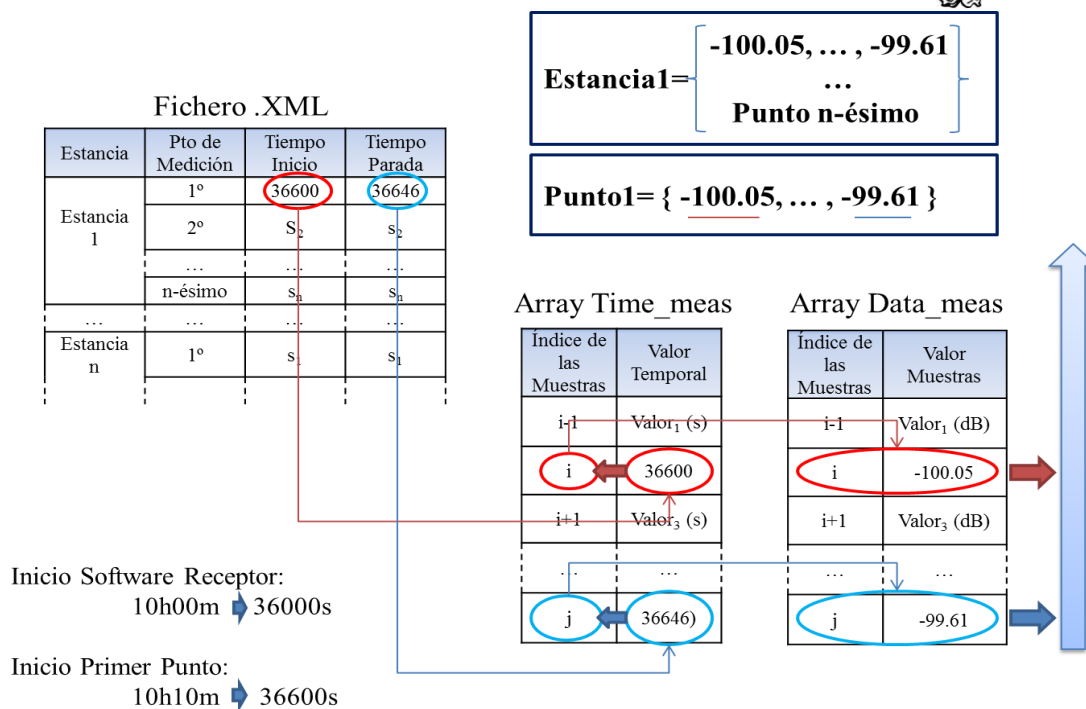 -100.05, … , -99.61
Estancia1=
…
Punto n-ésimo
Punto1= { -100.05, … , -99.61 }
Fichero .XML
Estancia
Pto de
Medición
Tiempo
Inicio
Tiempo
Parada
Estancia
1
1º
36600
36646
2º
S2
s2
… … …
n-ésimo
sn
sn
… … … …
Estancia
n
1º
s1
s1
Array Time_meas
Índice de
las
Muestras
Valor
Temporal
i-1
Valor1 (s)
i
36600
i+1
Valor3 (s)
… …
j
36646)
Array Data_meas
Índice de
las
Muestras
Valor
Muestras
i-1
Valor1 (dB)
i
-100.05
i+1
Valor3 (dB)
… …
j
-99.61
Inicio Software Receptor:
10h00m 36000s
Inicio Primer Punto:
10h10m 36600s